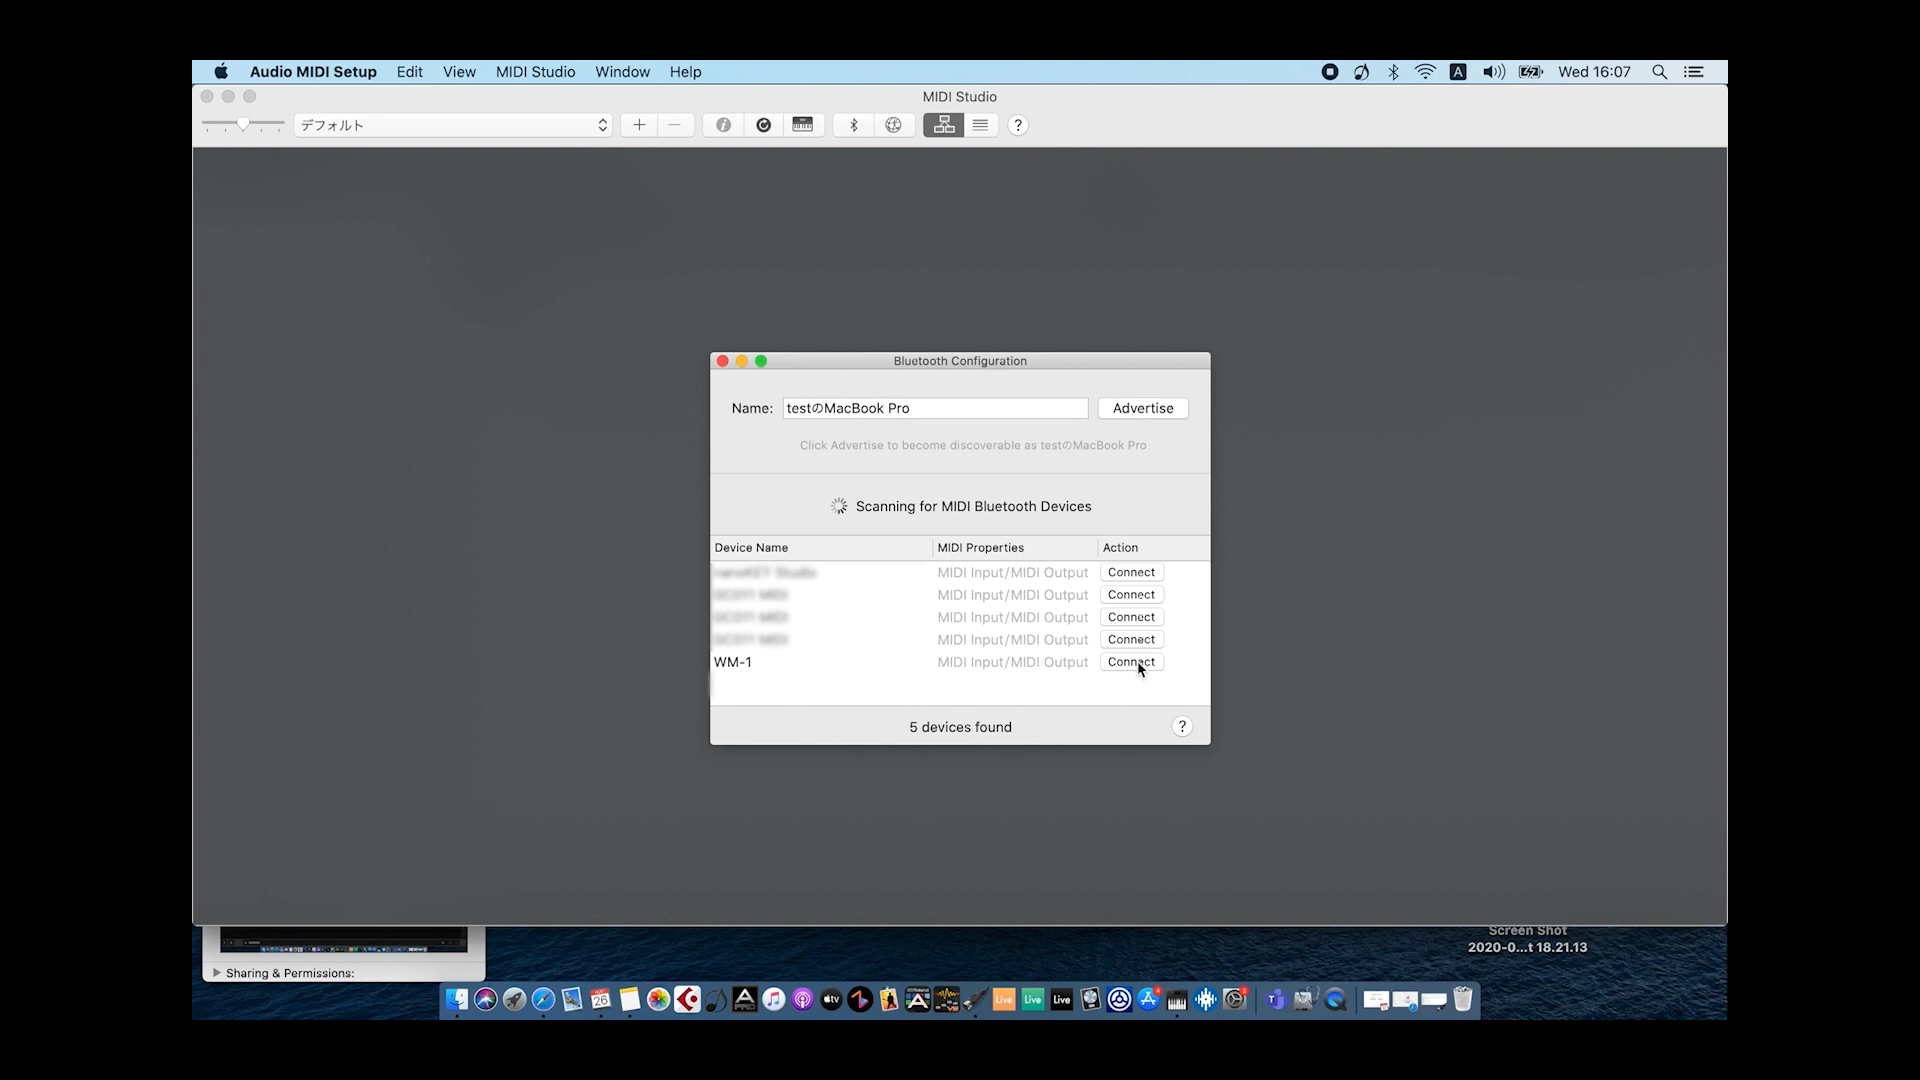 Audio MIDI Setup Edit View MIDI Studio Window Help A Wed 16:07
MIDI Studio
デフォルト
?
Bluetooth Configuration
Name: testのMacBook Pro Advertise
Click Advertise to become discoverable as testのMacBook Pro
Scanning for MIDI Bluetooth Devices
Device Name MIDI Properties Action
MIDI Input/MIDI Output Connect
MIDI Input/MIDI Output Connect
MIDI Input/MIDI Output Connect
MIDI Input/MIDI Output Connect
WM-1 MIDI Input/MIDI Output Connect
5 devices found ?
Screen Shot
2020-0...t 18.21.13
Sharing & Permissions:
26 tv Live Live Live